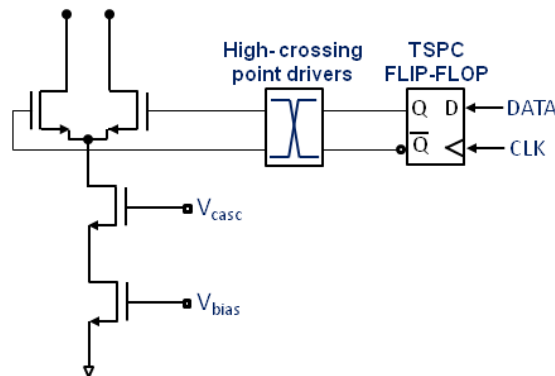 High- crossing
point drivers
TSPC
FLIP-FLOP
Q D
DATA
Q̅
CLK
V_casc
V_bias